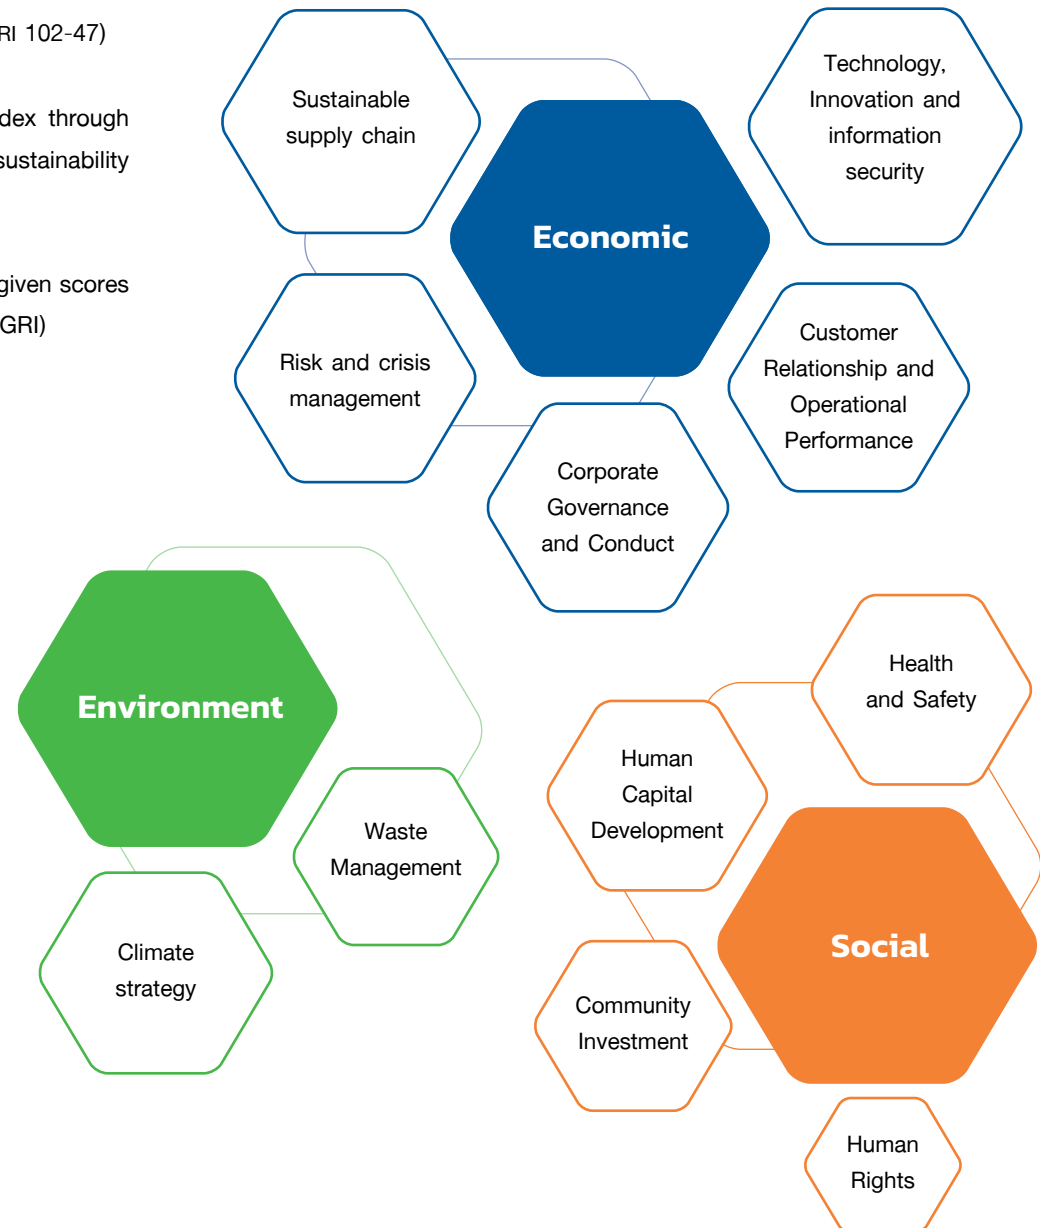 RI 102-47)
dex through
sustainability
given scores
GRI)
Sustainable
supply chain
Technology,
Innovation and
information
security
Economic
Risk and crisis
management
Customer
Relationship and
Operational
Performance
Corporate
Governance
and Conduct
Environment
Waste
Management
Climate
strategy
Health
and Safety
Human
Capital
Development
Social
Community
Investment
Human
Rights